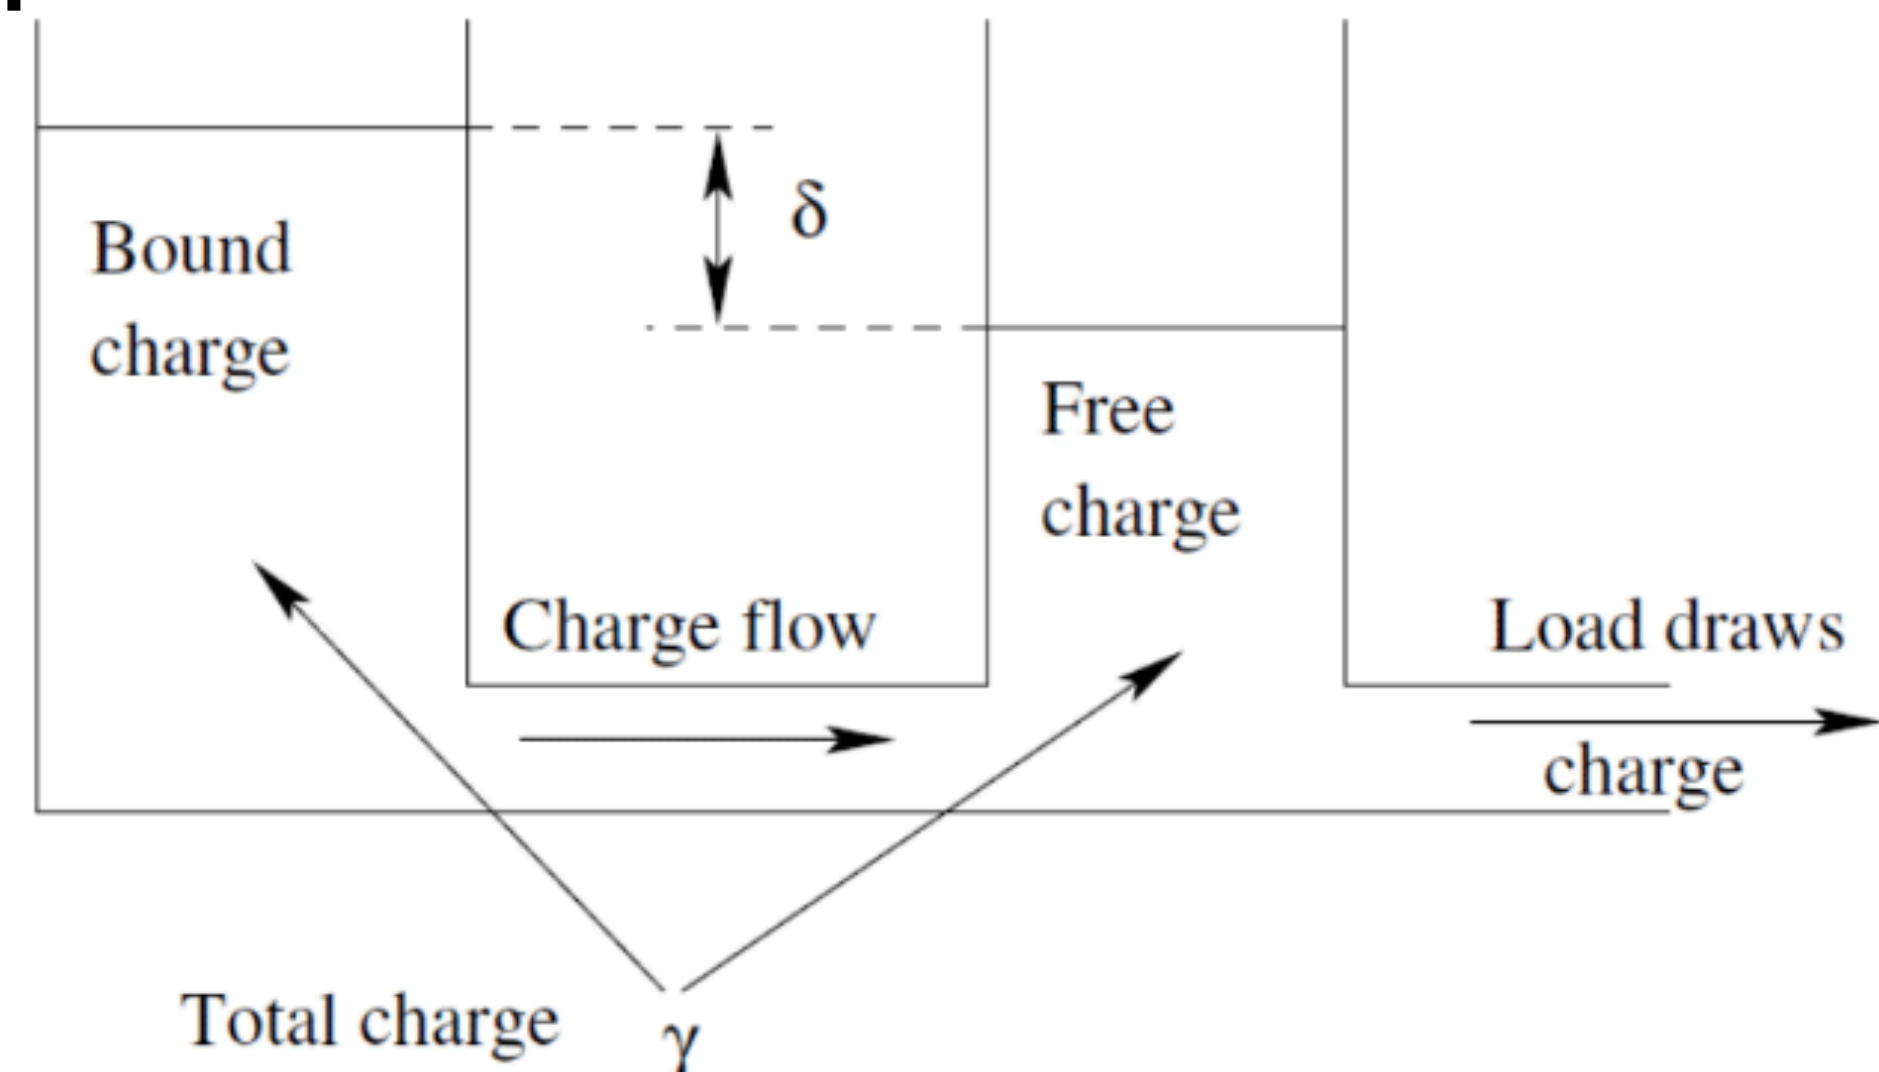 δ
Bound
charge
Free
charge
Charge flow
Load draws
charge
Total charge γ